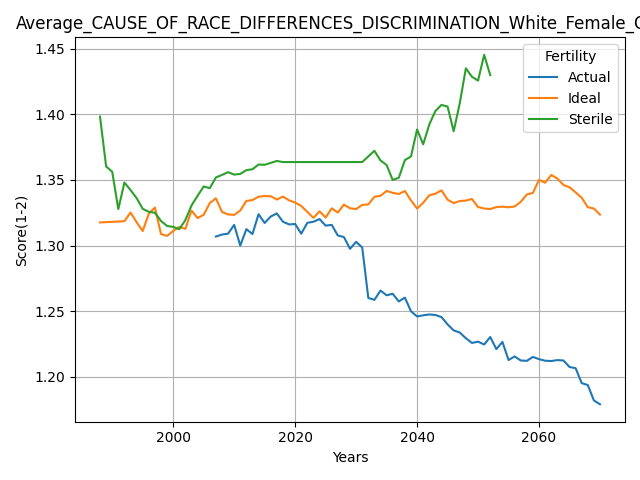 Average_CAUSE_OF_RACE_DIFFERENCES_DISCRIMINATION_White_Female_
Fertility
Actual
Ideal
Sterile
Score(1-2)
1.45
1.40
1.35
1.30
1.25
1.20
2000 2020 2040 2060
Years